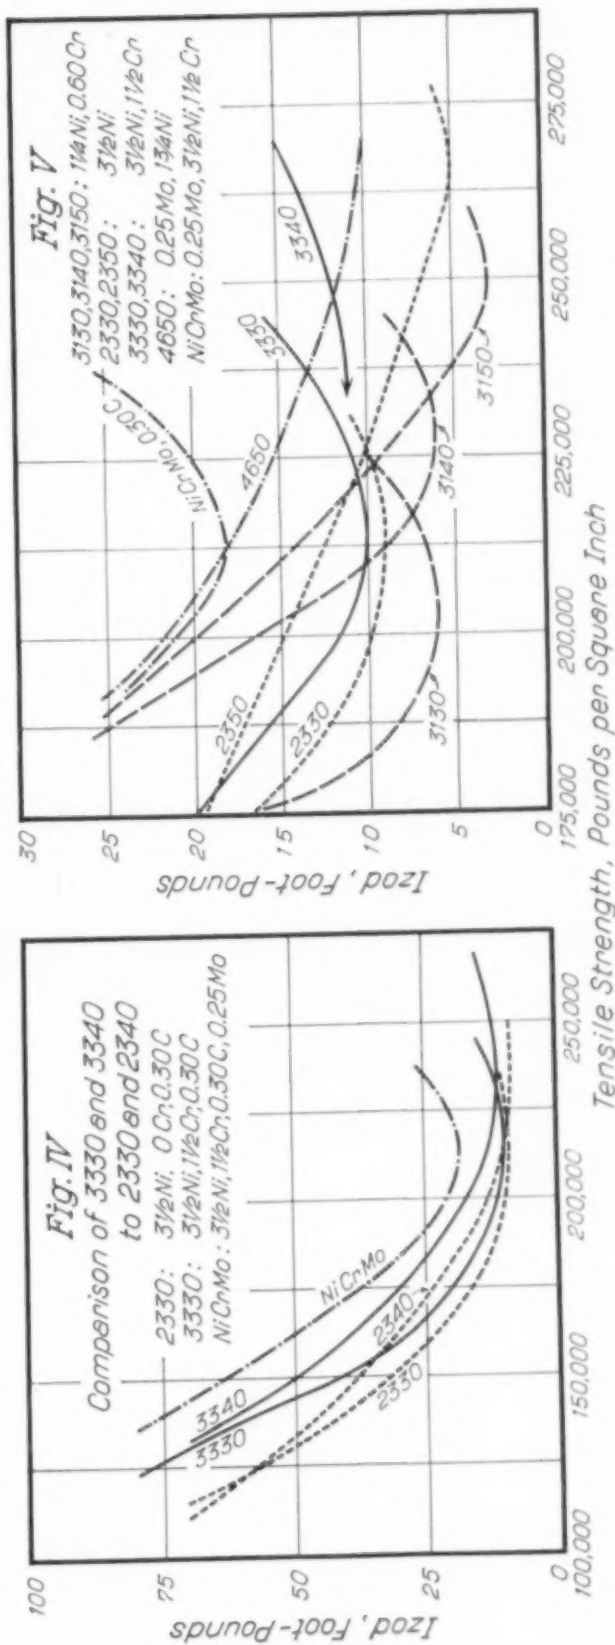 Fig. IV
Comparison of 3330 and 3340
to 2330 and 2340
2330: 3½Ni, 0Cr, 0.30C
3330: 3½Ni, 1½Cr, 0.30C
NiCrMo: 3½Ni, 1½Cr, 0.30C, 0.25Mo
NiCrMo
3340
3330
2340
2330
100
75
50
25
0
Izod, Foot-Pounds
100,000
150,000
200,000
250,000
Fig. V
3130, 3140, 3150: 1¼Ni, 0.60Cr
2330, 2350: 3½Ni
3330, 3340: 3½Ni, 1½Cr
4650: 0.25Mo, 1¾Ni
NiCrMo: 0.25Mo, 3½Ni, 1½Cr
NiCrMo, 0.30C
4650
3330
3340
2350
2330
3130
3140
3150
30
25
20
15
10
5
0
Izod, Foot-Pounds
175,000
200,000
225,000
250,000
275,000
Tensile Strength, Pounds per Square Inch